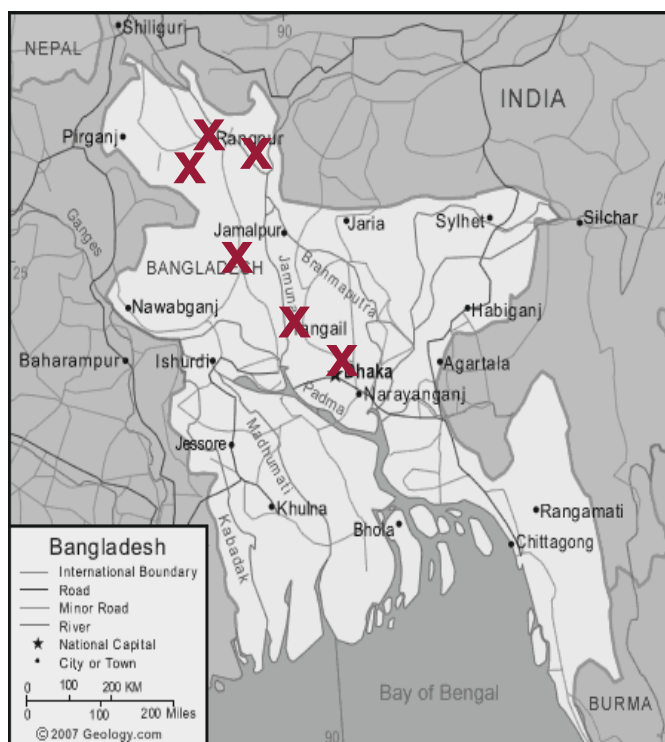 90
Shiliguri
NEPAL
INDIA
Pirganj
Rangpur
Ganges
Jamalpur
Jaria
Sylhet
Silchar
25
25
BANGLADESH
Jamuna
Brahmaputra
Nawabganj
Habiganj
angail
Baharampur
Ishurdi
Dhaka
Agartala
Padma
Narayanganj
Jessore
Madhumati
Khulna
Kabadak
Bhola
Rangamati
Chittagong
Bangladesh
International Boundary
Road
Minor Road
River
National Capital
City or Town
0 100 200 KM
0 100 200 Miles
© 2007 Geology.com
90
Bay of Bengal
BURMA